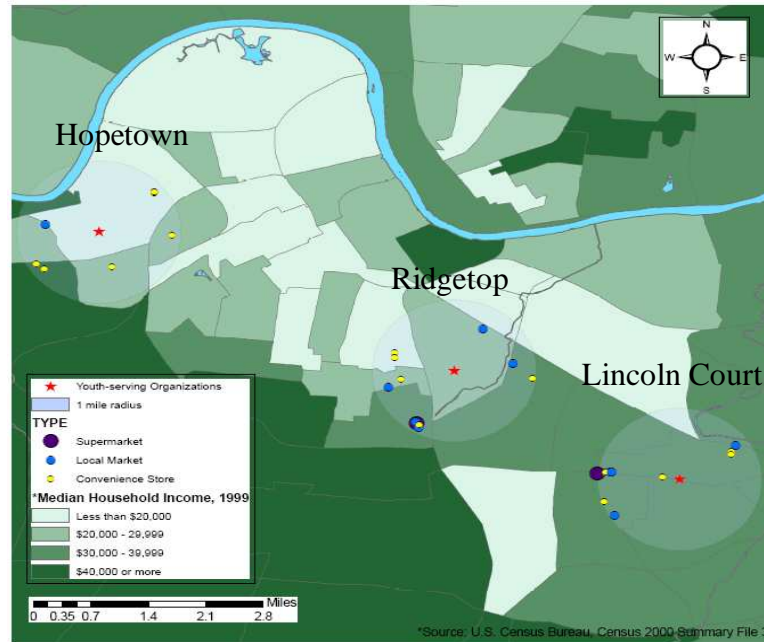 N
W E
S
Hopetown
Ridgetop
Lincoln Court
Youth-serving Organizations
1 mile radius
TYPE
Supermarket
Local Market
Convenience Store
*Median Household Income, 1999
Less than $20,000
$20,000 - 29,999
$30,000 - 39,999
$40,000 or more
Miles
0 0.35 0.7 1.4 2.1 2.8
*Source: U.S. Census Bureau, Census 2000 Summary File 3